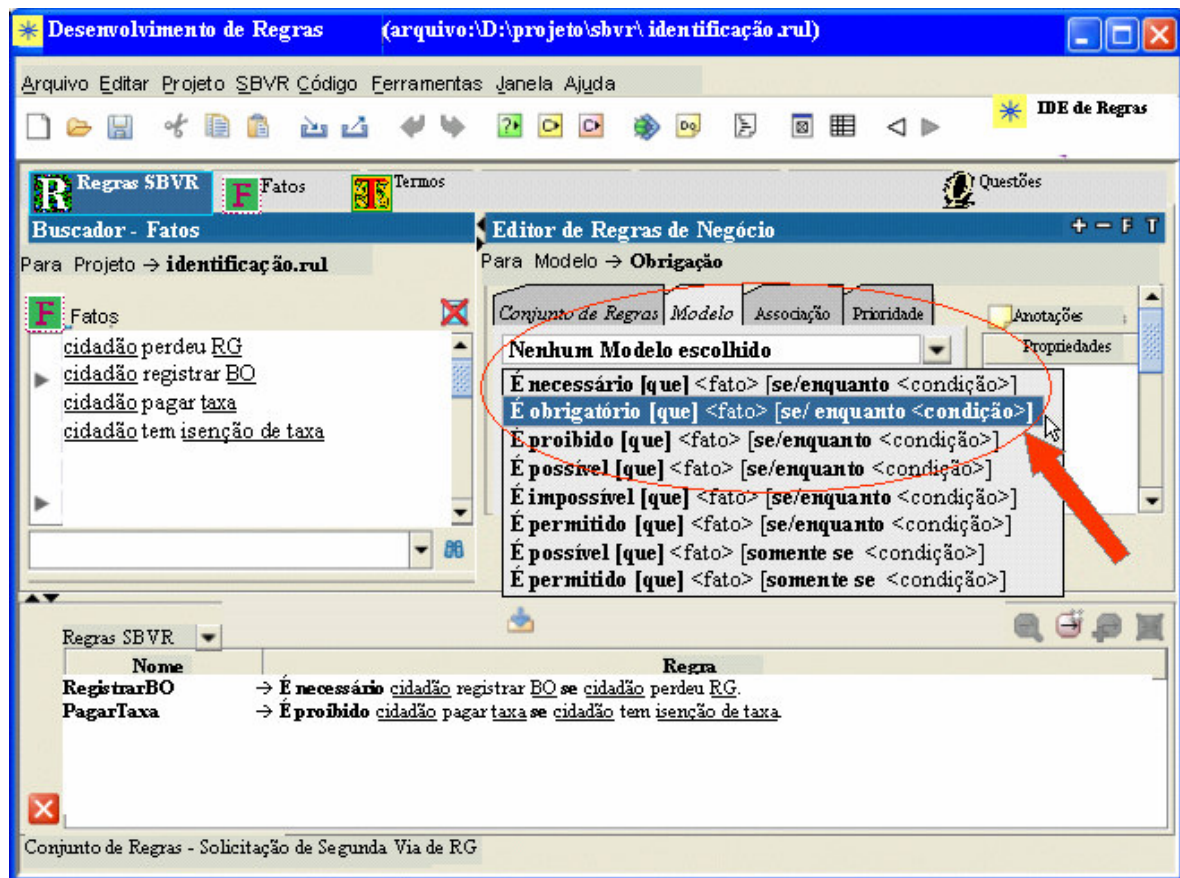 Desenvolvimento de Regras (arquivo:\D:\projeto\sbvr\ identificação.rul)
Arquivo Editar Projeto SBVR Código Ferramentas Janela Ajuda
IDE de Regras
R Regras SBVR F Fatos T Termos Questões
Buscador - Fatos
Para Projeto → identificação.rul
F Fatos
cidadão perdeu RG
cidadão registrar BO
cidadão pagar taxa
cidadão tem isenção de taxa
Editor de Regras de Negócio + − F T
Para Modelo → Obrigação
Conjunto de Regras Modelo Associação Prioridade
Anotações
Propriedades
Nenhum Modelo escolhido
É necessário [que] <fato> [se/enquanto <condição>]
É obrigatório [que] <fato> [se/ enquanto <condição>]
É proibido [que] <fato> [se/enquanto <condição>]
É possível [que] <fato> [se/enquanto <condição>]
É impossível [que] <fato> [se/enquanto <condição>]
É permitido [que] <fato> [se/enquanto <condição>]
É possível [que] <fato> [somente se <condição>]
É permitido [que] <fato> [somente se <condição>]
Regras SBVR
Nome Regra
RegistrarBO → É necessário cidadão registrar BO se cidadão perdeu RG.
PagarTaxa → É proibido cidadão pagar taxa se cidadão tem isenção de taxa.
Conjunto de Regras - Solicitação de Segunda Via de RG